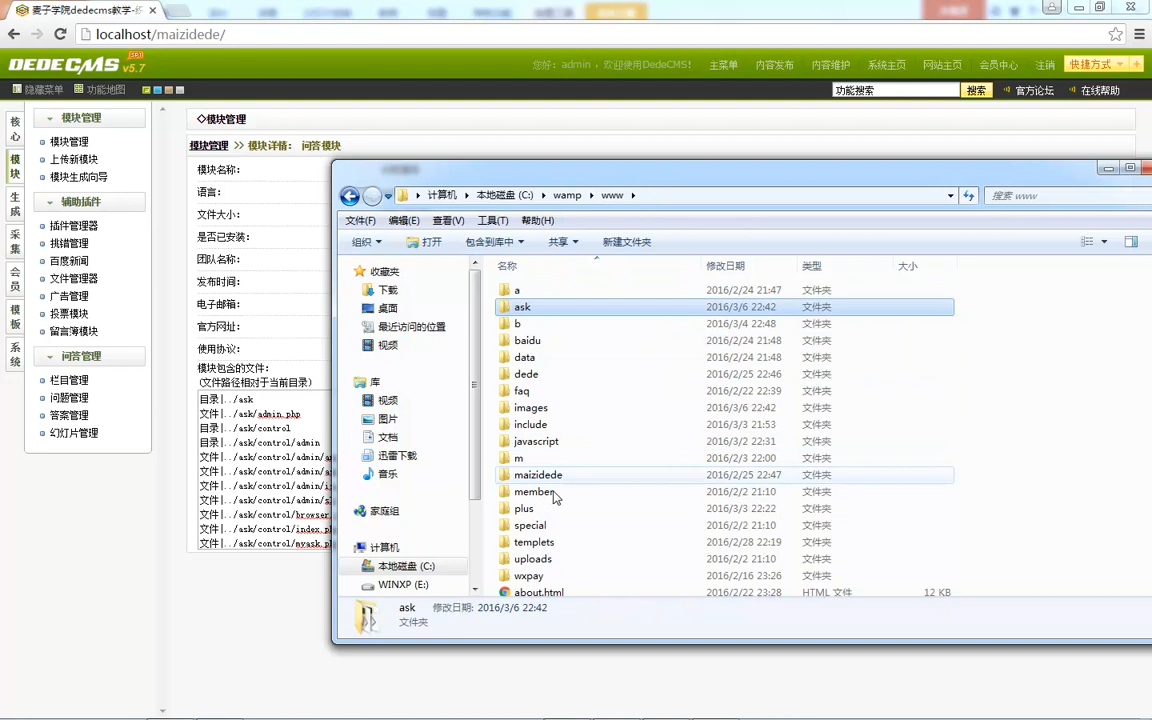 麦子学院dedecms教学-纟
localhost/maizidede/
DEDECMS v5.7
您好: admin , 欢迎使用DedeCMS!
主菜单
内容发布
内容维护
系统主页
网站主页
会员中心
注销
快捷方式
隐藏菜单
功能地图
功能搜索
搜索
官方论坛
在线帮助
核心
模块
生成
采集
会员
模板
系统
模块管理
模块管理
上传新模块
模块生成向导
辅助插件
插件管理器
挑错管理
百度新闻
文件管理器
广告管理
投票模块
留言簿模块
问答管理
栏目管理
问题管理
答案管理
幻灯片管理
◇模块管理
模块管理 >> 模块详情: 问答模块
模块名称:
语言:
文件大小:
是否已安装:
团队名称:
发布时间:
电子邮箱:
官方网址:
使用协议:
模块包含的文件:
(文件路径相对于当前目录)
目录|../ask
文件|../ask/admin.php
目录|../ask/control
目录|../ask/control/admin
文件|../ask/control/admin/a
文件|../ask/control/admin/a
文件|../ask/control/admin/i
文件|../ask/control/admin/s
文件|../ask/control/browser
文件|../ask/control/index.p
文件|../ask/control/myask.p
计算机 本地磁盘 (C:) wamp www
搜索 www
文件(F) 编辑(E) 查看(V) 工具(T) 帮助(H)
组织 打开 包含到库中 共享 新建文件夹
收藏夹
下载
桌面
最近访问的位置
视频
库
视频
图片
文档
迅雷下载
音乐
家庭组
计算机
本地磁盘 (C:)
WINXP (E:)
名称 修改日期 类型 大小
a 2016/2/24 21:47 文件夹
ask 2016/3/6 22:42 文件夹
b 2016/3/4 22:48 文件夹
baidu 2016/2/24 21:48 文件夹
data 2016/2/24 21:48 文件夹
dede 2016/2/25 22:46 文件夹
faq 2016/2/22 22:39 文件夹
images 2016/3/6 22:42 文件夹
include 2016/3/3 21:53 文件夹
javascript 2016/3/2 22:31 文件夹
m 2016/2/3 22:00 文件夹
maizidede 2016/2/25 22:47 文件夹
member 2016/2/2 21:10 文件夹
plus 2016/3/3 22:22 文件夹
special 2016/2/2 21:10 文件夹
templets 2016/2/28 22:19 文件夹
uploads 2016/2/2 21:10 文件夹
wxpay 2016/2/16 23:26 文件夹
about.html 2016/2/22 23:28 HTML 文件 12 KB
ask 修改日期: 2016/3/6 22:42
文件夹